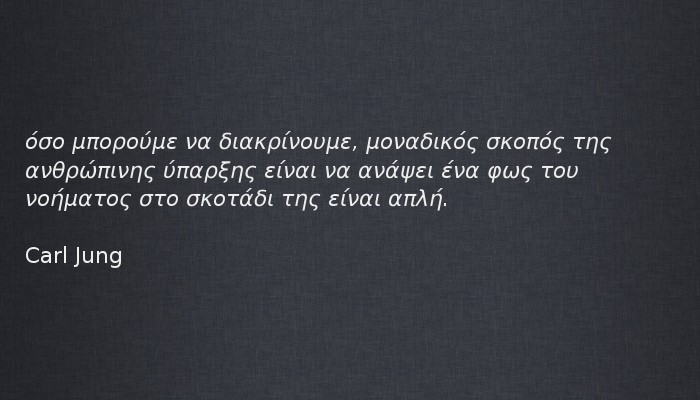 όσο μπορούμε να διακρίνουμε, μοναδικός σκοπός της
ανθρώπινης ύπαρξης είναι να ανάψει ένα φως του
νοήματος στο σκοτάδι της είναι απλή.
Carl Jung